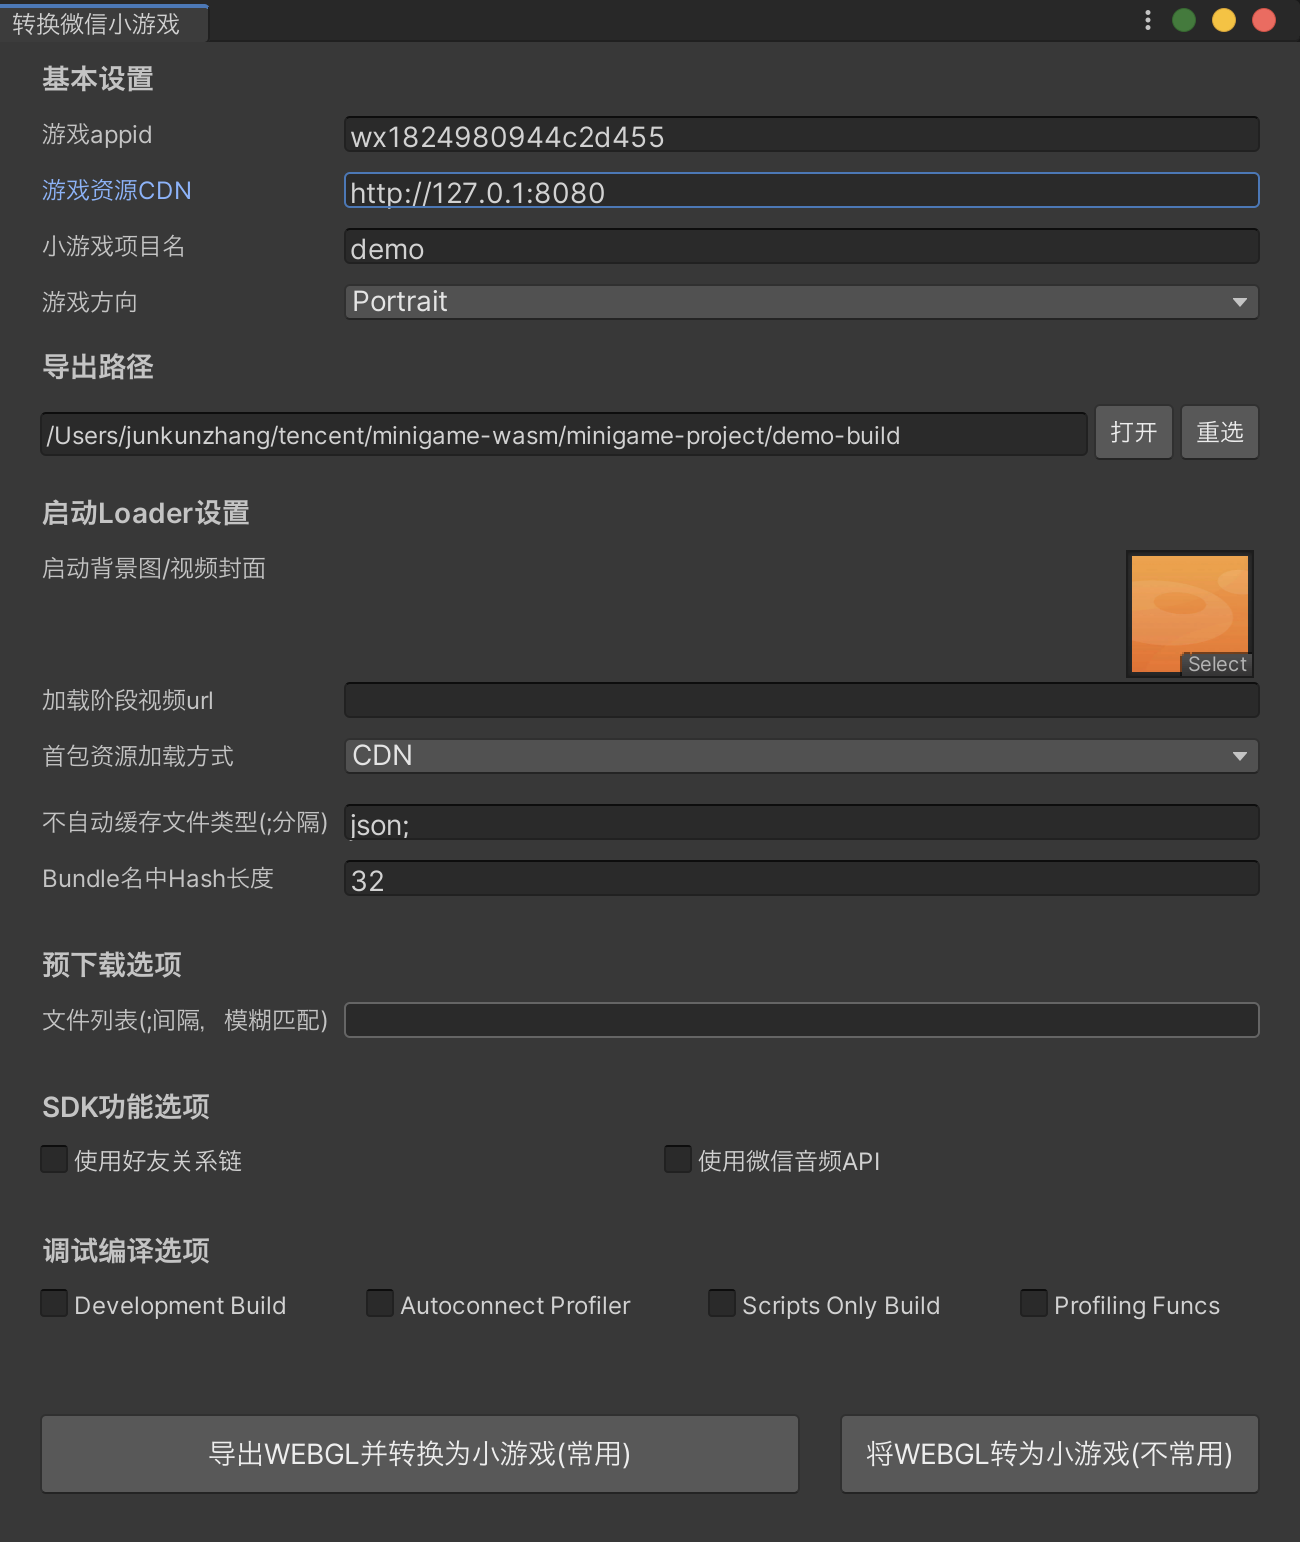 转换微信小游戏
基本设置
游戏appid wx1824980944c2d455
游戏资源CDN http://127.0.1:8080
小游戏项目名 demo
游戏方向 Portrait
导出路径
/Users/junkunzhang/tencent/minigame-wasm/minigame-project/demo-build 打开 重选
启动Loader设置
启动背景图/视频封面
Select
加载阶段视频url
首包资源加载方式 CDN
不自动缓存文件类型(;分隔) json;
Bundle名中Hash长度 32
预下载选项
文件列表(;间隔，模糊匹配)
SDK功能选项
使用好友关系链 使用微信音频API
调试编译选项
Development Build Autoconnect Profiler Scripts Only Build Profiling Funcs
导出WEBGL并转换为小游戏(常用) 将WEBGL转为小游戏(不常用)